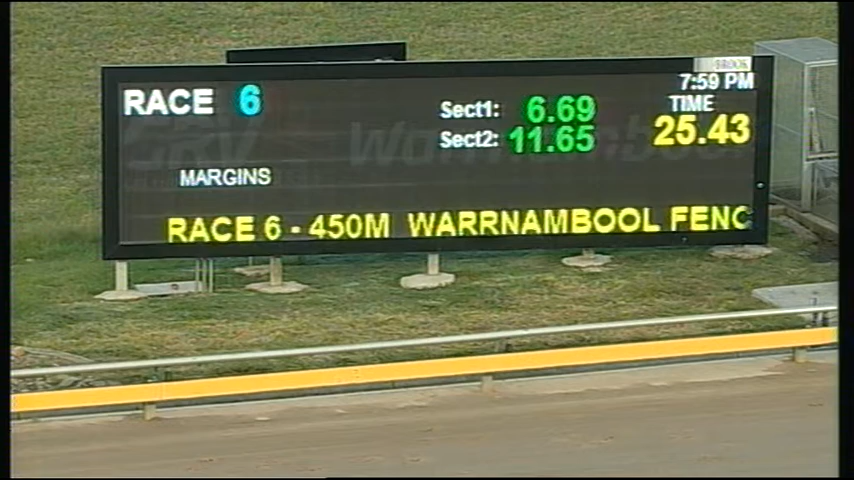 BROOK
7:59 PM
RACE 6
Sect1: 6.69
TIME
Sect2: 11.65
25.43
MARGINS
RACE 6 - 450M WARRNAMBOOL FENC